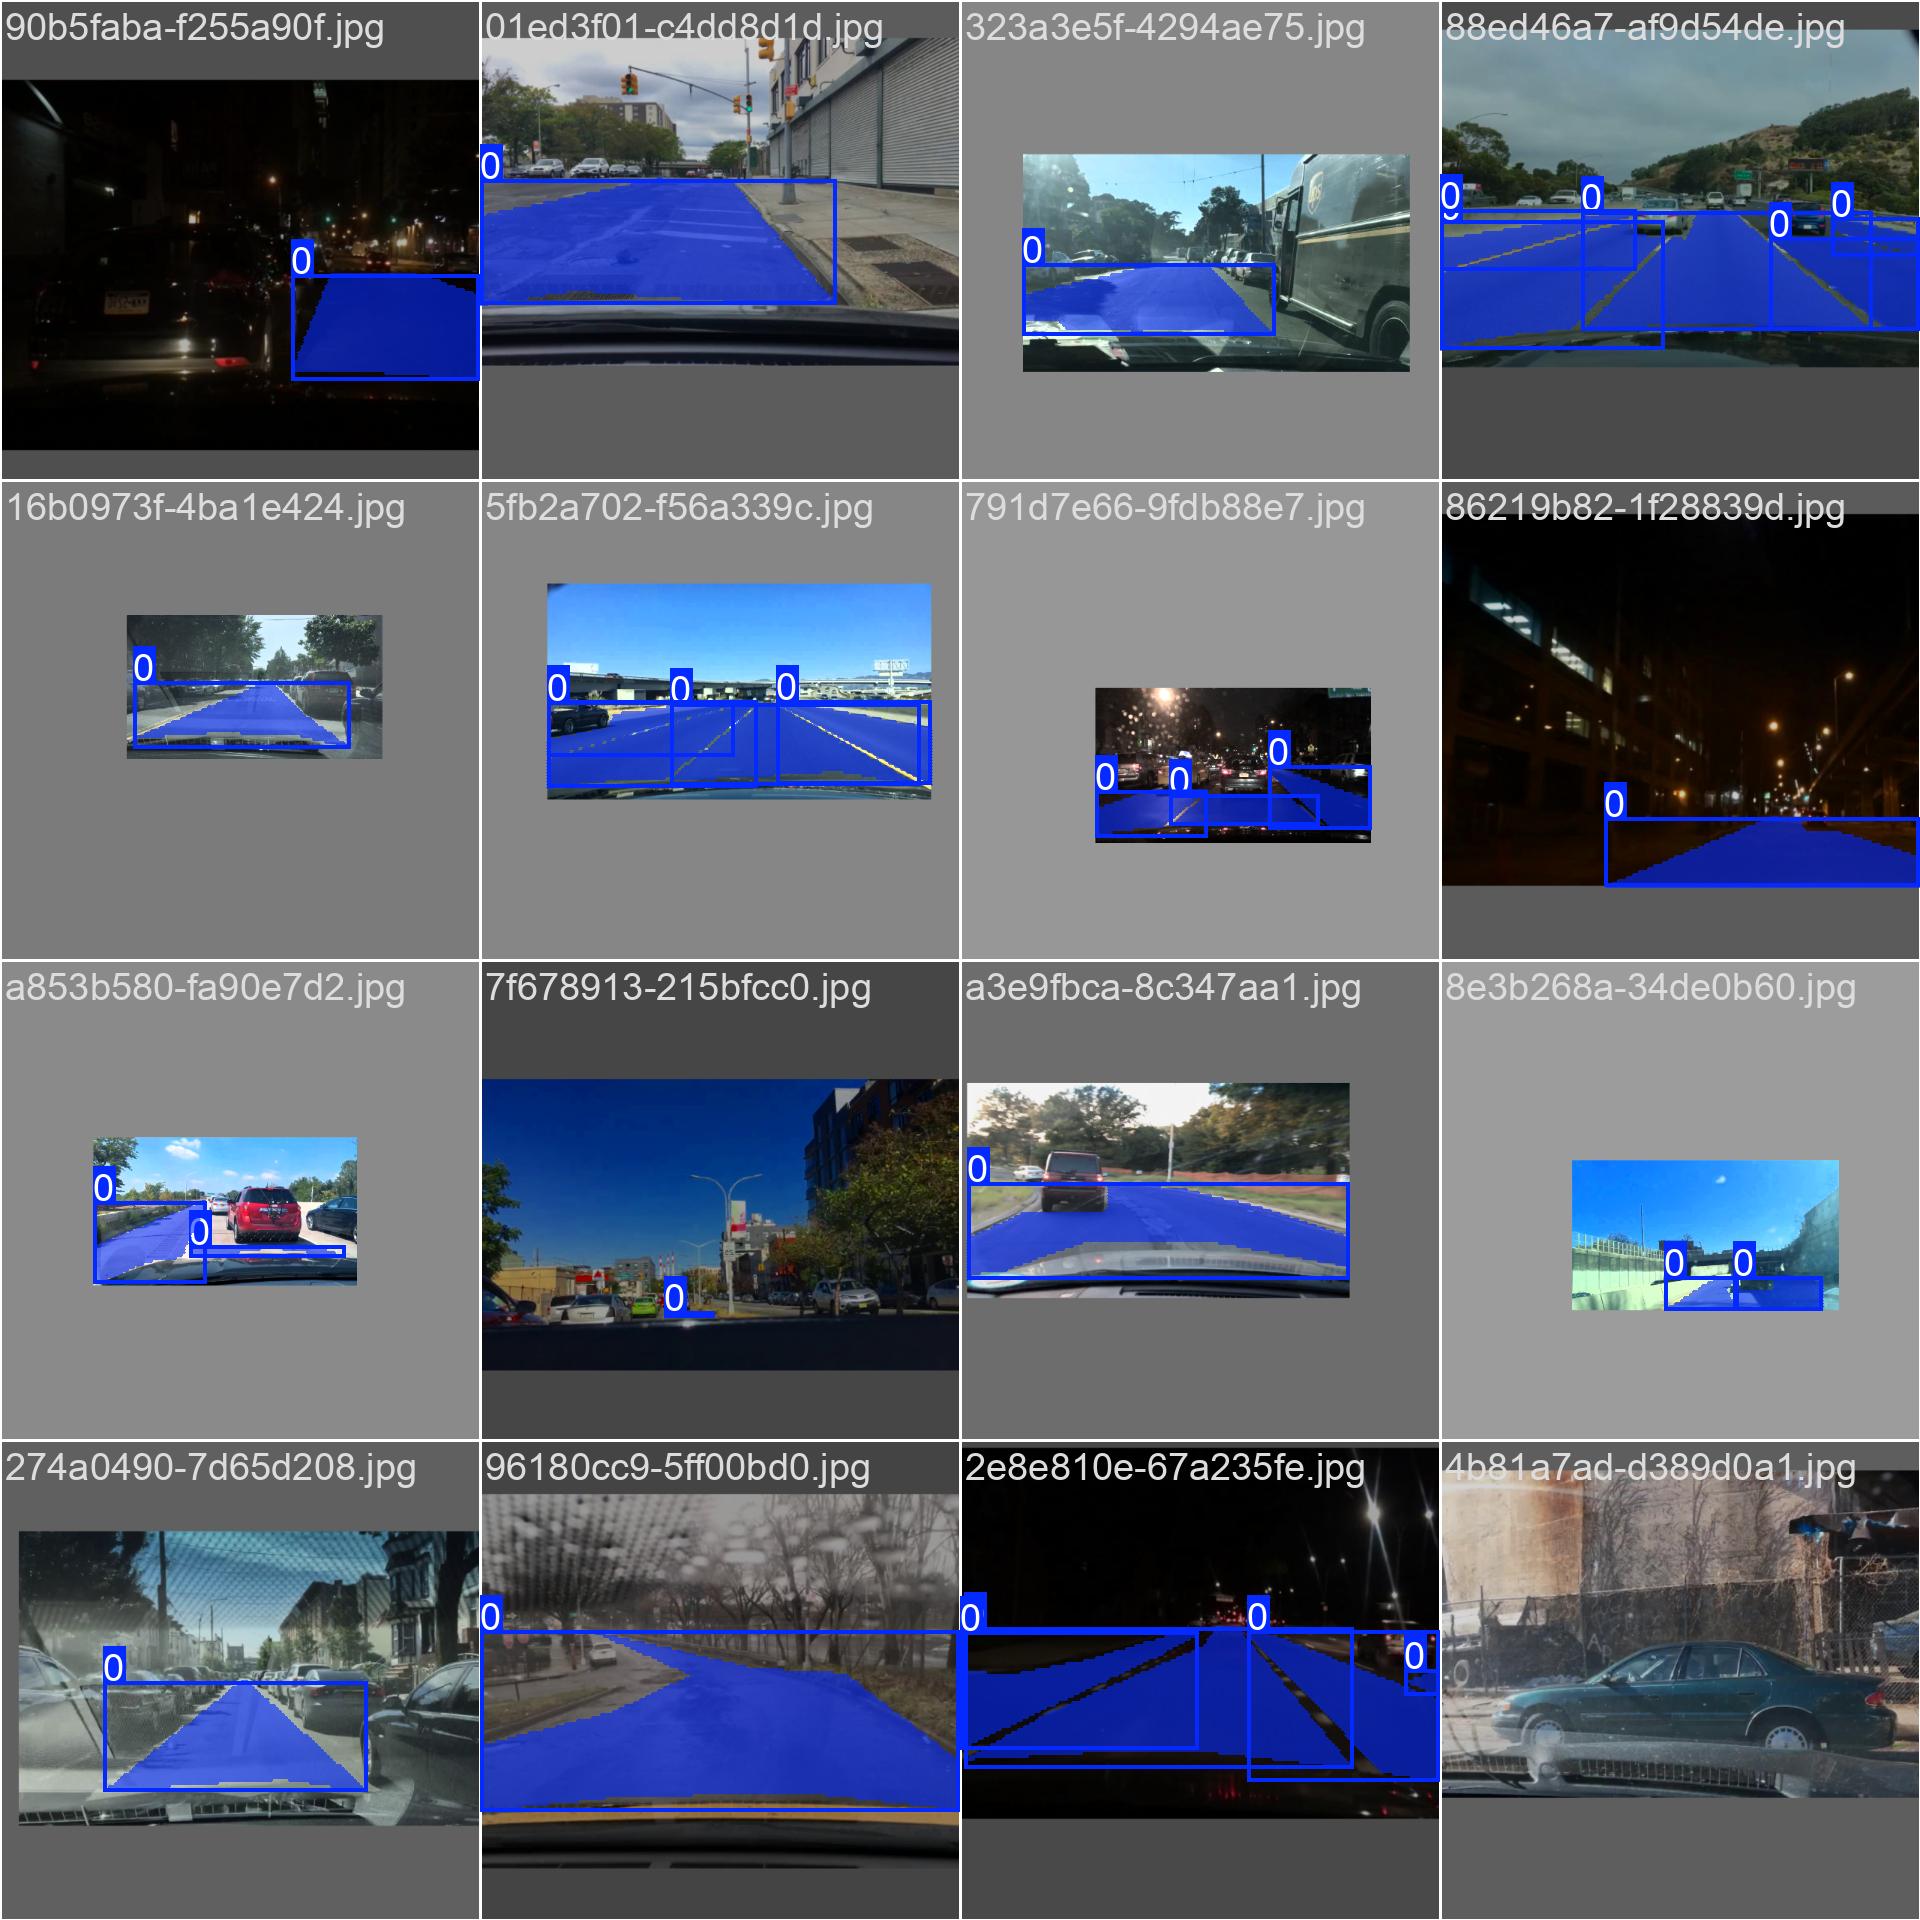 90b5faba-f255a90f.jpg
01ed3f01-c4dd8d1d.jpg
323a3e5f-4294ae75.jpg
88ed46a7-af9d54de.jpg
0
0
0
ups
0
0
0
0
0
16b0973f-4ba1e424.jpg
5fb2a702-f56a339c.jpg
791d7e66-9fdb88e7.jpg
86219b82-1f28839d.jpg
0
0
0
0
0
0
0
0
a853b580-fa90e7d2.jpg
7f678913-215bfcc0.jpg
a3e9fbca-8c347aa1.jpg
8e3b268a-34de0b60.jpg
0
0
0
0
0
0
274a0490-7d65d208.jpg
96180cc9-5ff00bd0.jpg
2e8e810e-67a235fe.jpg
4b81a7ad-d389d0a1.jpg
0
0
0
0
0